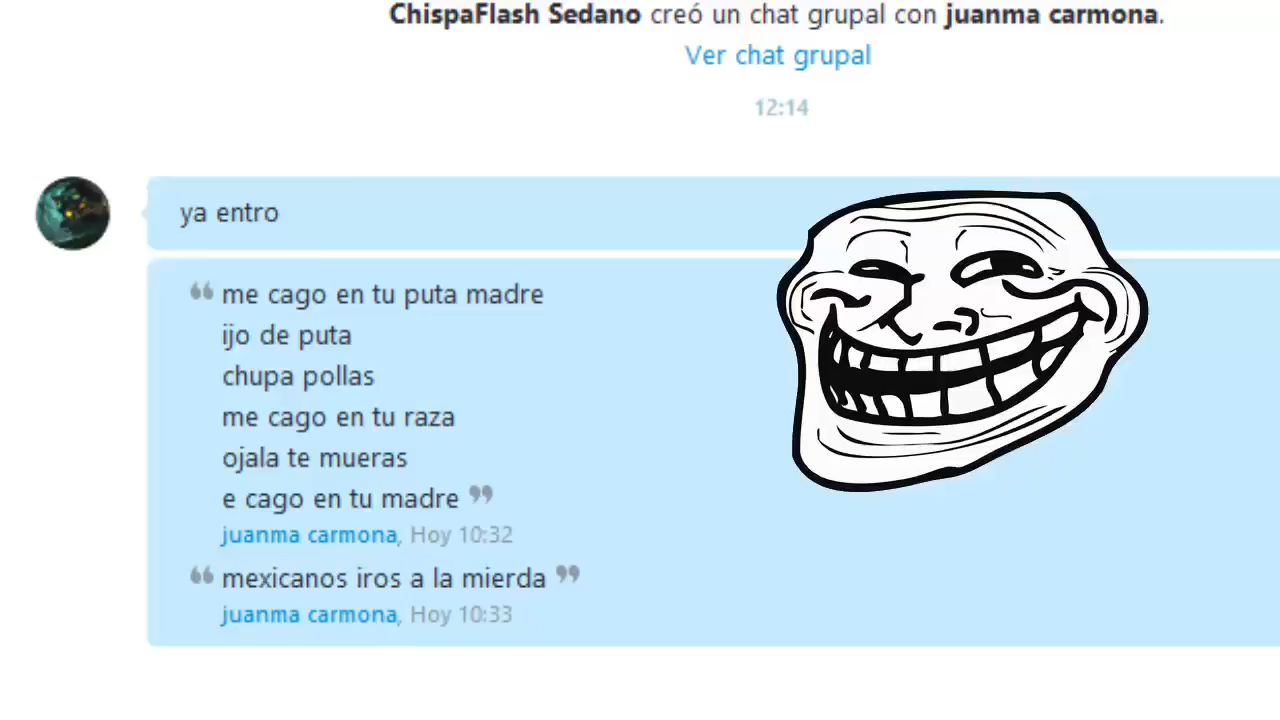 ChispaFlash Sedano creó un chat grupal con juanma carmona.
Ver chat grupal
12:14
ya entro
“ me cago en tu puta madre
ijo de puta
chupa pollas
me cago en tu raza
ojala te mueras
e cago en tu madre ”
juanma carmona, Hoy 10:32
“ mexicanos iros a la mierda ”
juanma carmona, Hoy 10:33